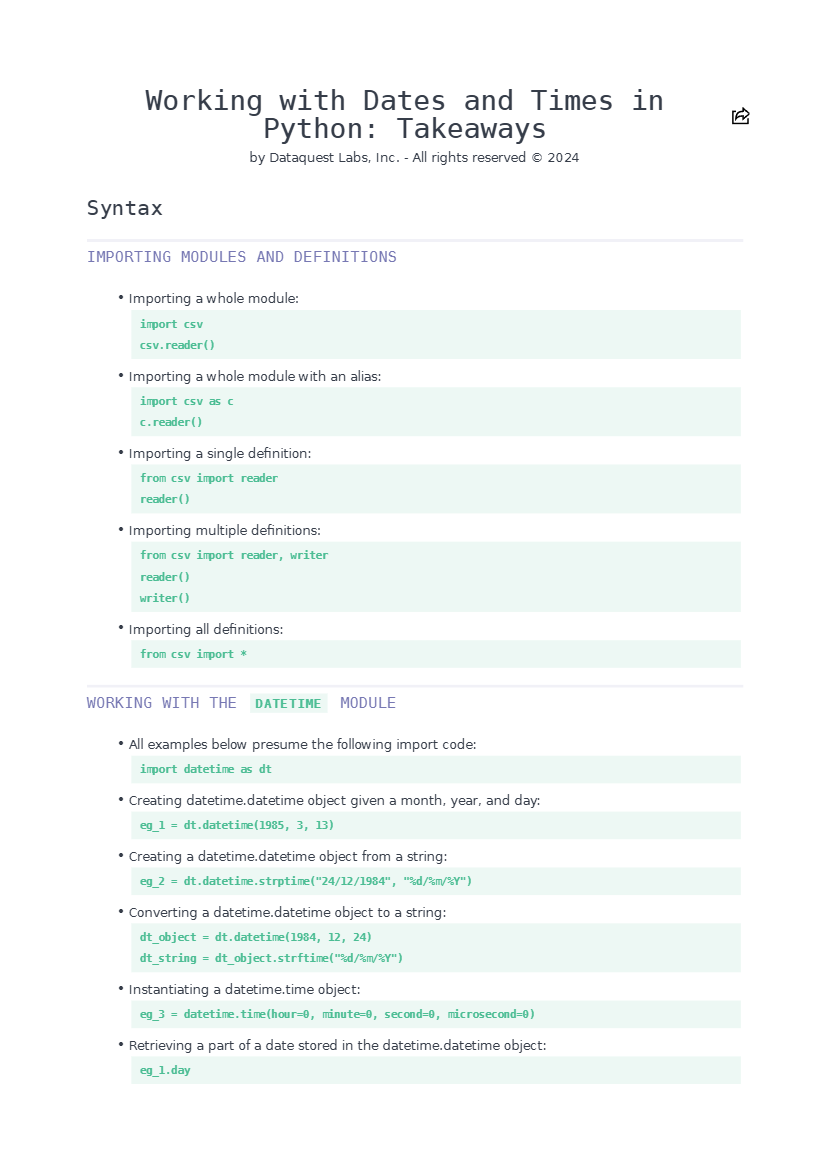 Working with Dates and Times in
Python: Takeaways
by Dataquest Labs, Inc. - All rights reserved © 2024
Syntax
IMPORTING MODULES AND DEFINITIONS
• Importing a whole module:
import csv
csv.reader()
• Importing a whole module with an alias:
import csv as c
c.reader()
• Importing a single definition:
from csv import reader
reader()
• Importing multiple definitions:
from csv import reader, writer
reader()
writer()
• Importing all definitions:
from csv import *
WORKING WITH THE DATETIME MODULE
• All examples below presume the following import code:
import datetime as dt
• Creating datetime.datetime object given a month, year, and day:
eg_1 = dt.datetime(1985, 3, 13)
• Creating a datetime.datetime object from a string:
eg_2 = dt.datetime.strptime("24/12/1984", "%d/%m/%Y")
• Converting a datetime.datetime object to a string:
dt_object = dt.datetime(1984, 12, 24)
dt_string = dt_object.strftime("%d/%m/%Y")
• Instantiating a datetime.time object:
eg_3 = datetime.time(hour=0, minute=0, second=0, microsecond=0)
• Retrieving a part of a date stored in the datetime.datetime object:
eg_1.day